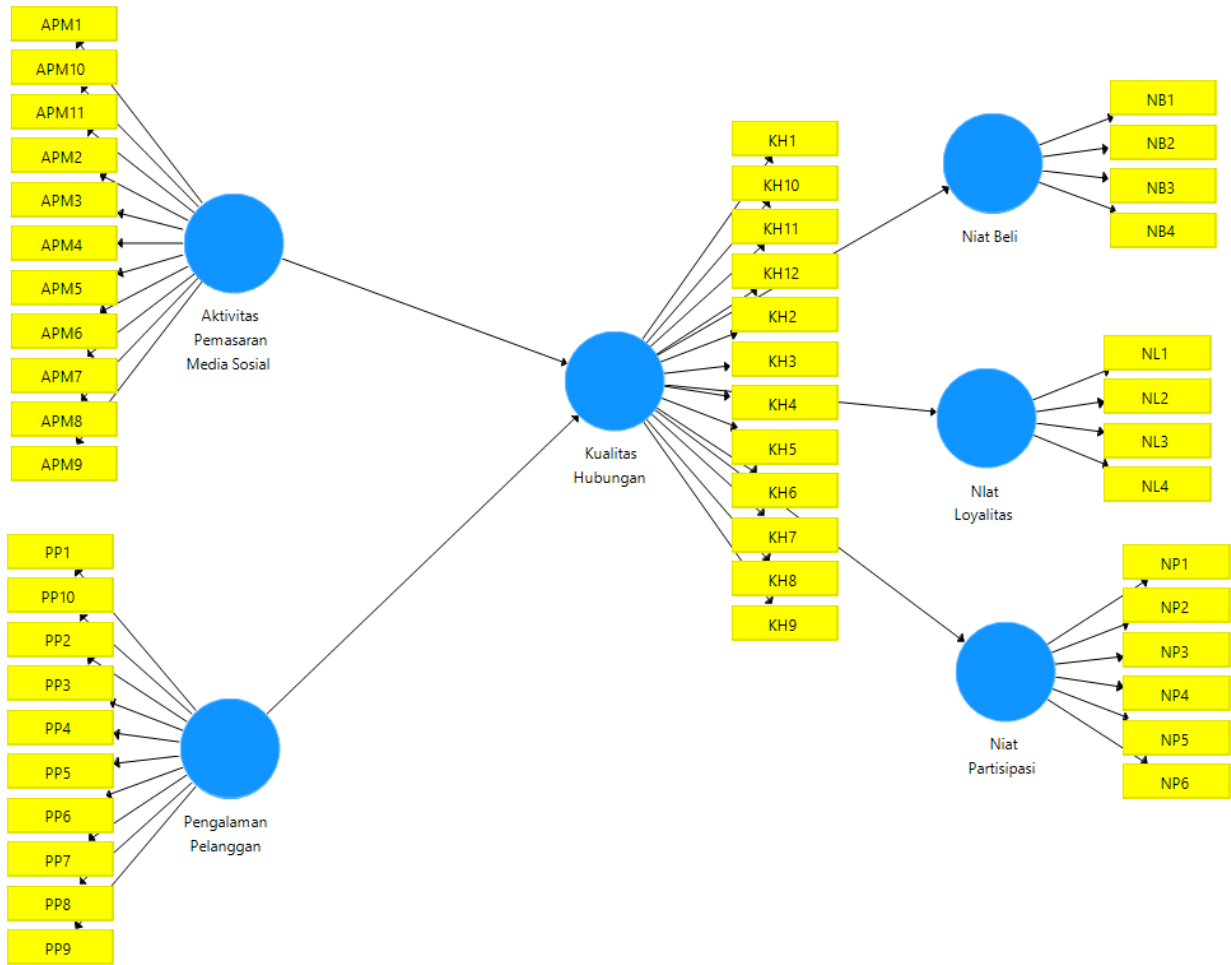 APM1
APM10
APM11
APM2
APM3
APM4
APM5
APM6
APM7
APM8
APM9
Aktivitas
Pemasaran
Media Sosial
PP1
PP10
PP2
PP3
PP4
PP5
PP6
PP7
PP8
PP9
Pengalaman
Pelanggan
Kualitas
Hubungan
KH1
KH10
KH11
KH12
KH2
KH3
KH4
KH5
KH6
KH7
KH8
KH9
Niat Beli
NB1
NB2
NB3
NB4
NIat
Loyalitas
NL1
NL2
NL3
NL4
Niat
Partisipasi
NP1
NP2
NP3
NP4
NP5
NP6